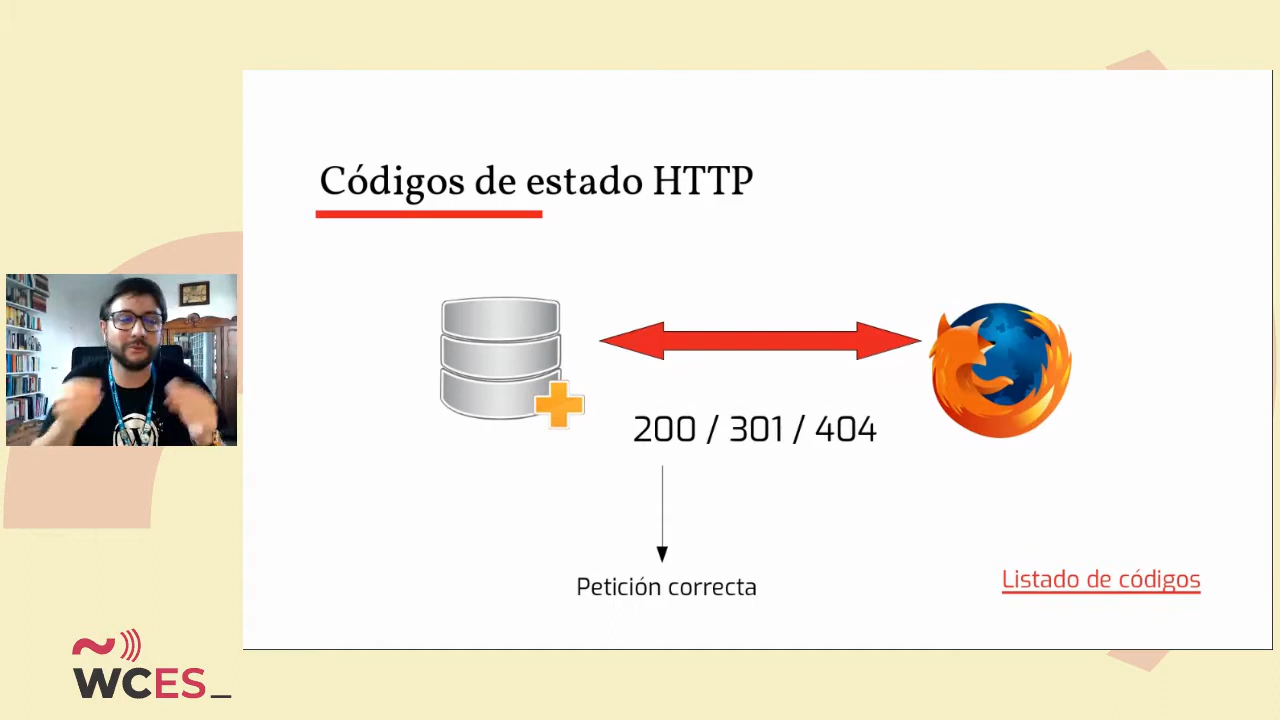 Códigos de estado HTTP
200 / 301 / 404
Petición correcta
Listado de códigos
WCES_